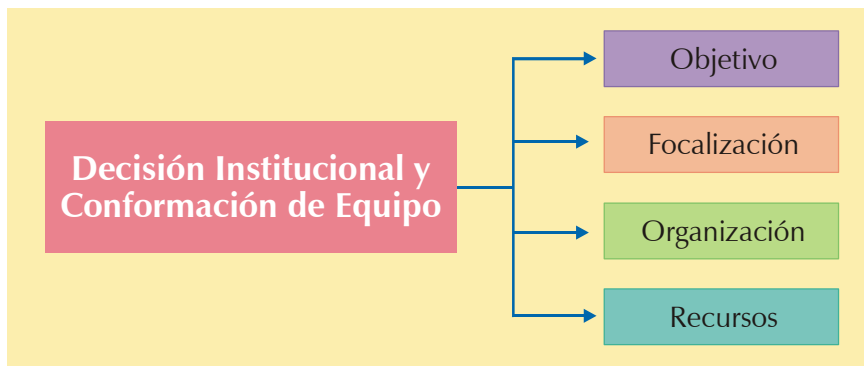 Decisión Institucional y
Conformación de Equipo
Objetivo
Focalización
Organización
Recursos